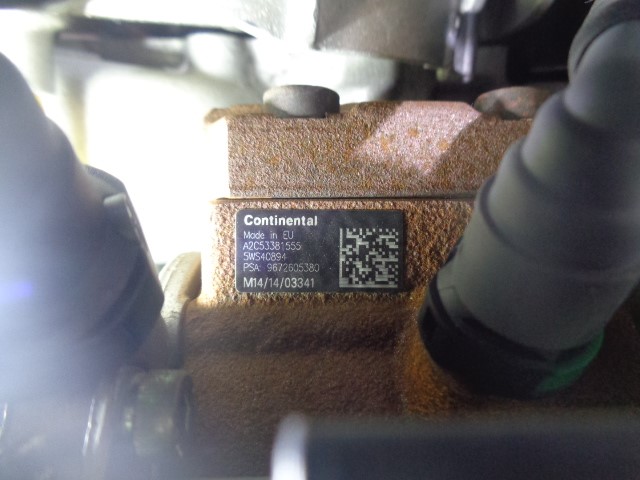 Continental
Made in EU
A2C53381555
5WS40894
PSA: 9672605380
M14/14/03341